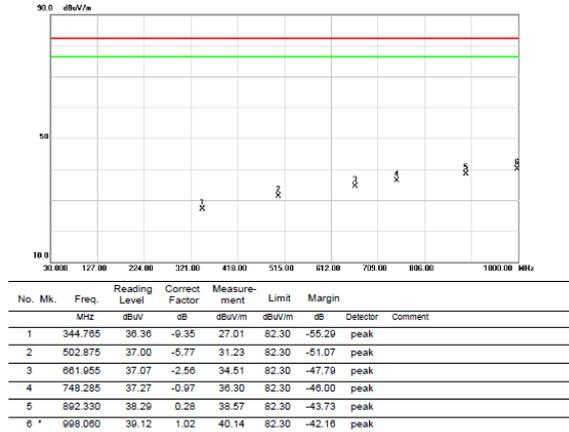 90.0 dBuV/m
6
5
4
3
50
2
1
10.0
30.000 127.00 224.00 321.00 418.00 515.00 612.00 709.00 806.00 1000.00 MHz
No. Mk. Freq. Reading Level Correct Factor Measure- ment Limit Margin
MHz dBuV dB dBuV/m dBuV/m dB Detector Comment
1 344.765 36.36 -9.35 27.01 82.30 -55.29 peak
2 502.875 37.00 -5.77 31.23 82.30 -51.07 peak
3 661.955 37.07 -2.56 34.51 82.30 -47.79 peak
4 748.285 37.27 -0.97 36.30 82.30 -46.00 peak
5 892.330 38.29 0.28 38.57 82.30 -43.73 peak
6 * 998.060 39.12 1.02 40.14 82.30 -42.16 peak